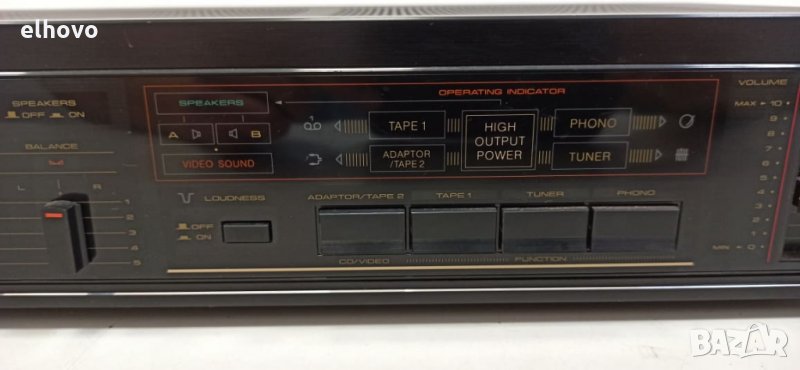 elhovo
SPEAKERS
OFF ON
BALANCE
L R
1
2
3
4
5
OPERATING INDICATOR
SPEAKERS
A B
VIDEO SOUND
TAPE 1
ADAPTOR
/TAPE 2
HIGH
OUTPUT
POWER
PHONO
TUNER
LOUDNESS
OFF
ON
ADAPTOR/TAPE 2 TAPE 1 TUNER PHONO
CD/VIDEO FUNCTION
VOLUME
MAX 10
9
8
7
6
5
4
3
2
1
MIN 0
BAZAR